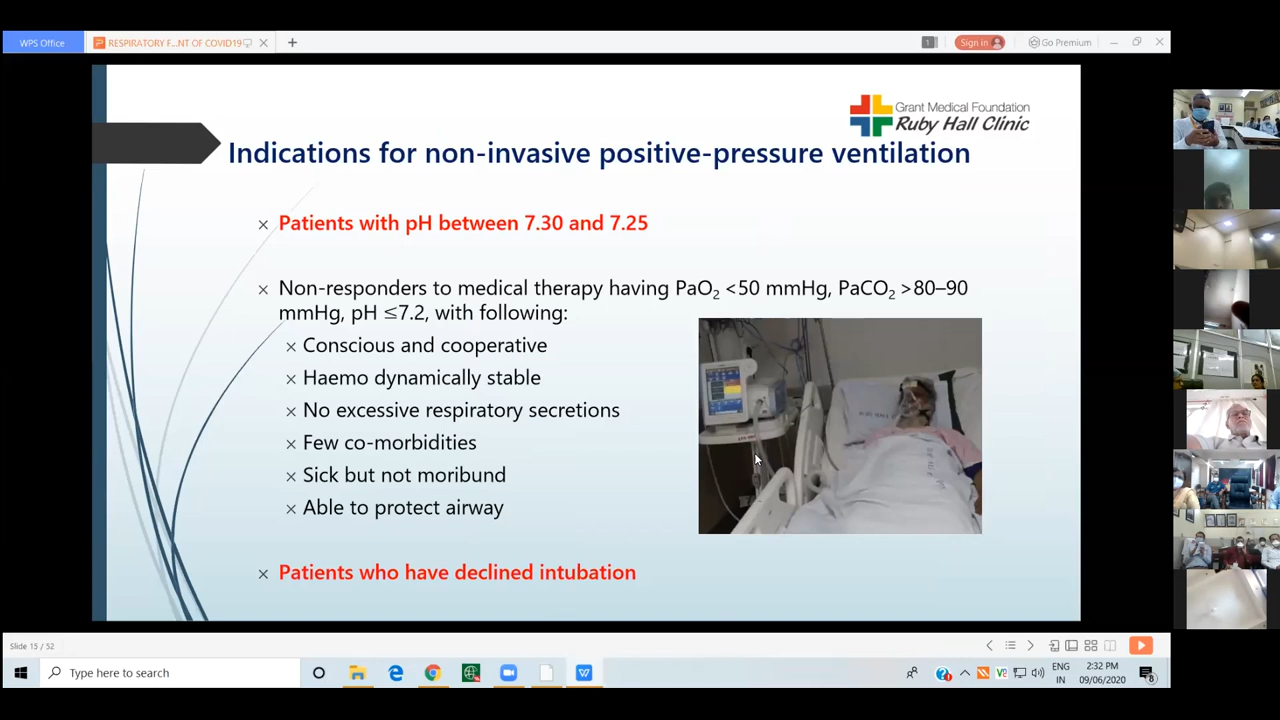 WPS Office
RESPIRATORY F...NT OF COVID19
1
Sign in
Go Premium
Grant Medical Foundation
Ruby Hall Clinic
Indications for non-invasive positive-pressure ventilation
Patients with pH between 7.30 and 7.25
Non-responders to medical therapy having PaO₂ <50 mmHg, PaCO₂ >80–90
mmHg, pH ≤7.2, with following:
Conscious and cooperative
Haemo dynamically stable
No excessive respiratory secretions
Few co-morbidities
Sick but not moribund
Able to protect airway
Patients who have declined intubation
Slide 15 / 52
Type here to search
ENG
IN
2:32 PM
09/06/2020
8